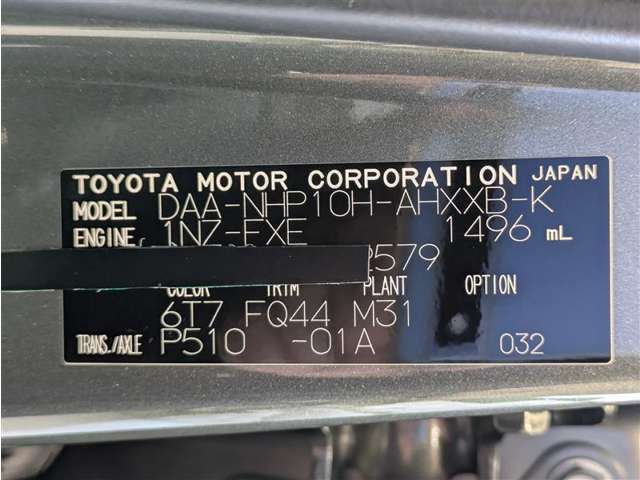 TOYOTA MOTOR CORPORATION JAPAN
MODEL DAA-NHP10H-AHXXB-K
ENGINE 1NZ-FXE 1496 mL
2579
COLOR TRIM PLANT OPTION
6T7 FQ44 M31
TRANS./AXLE P510 -01A 032